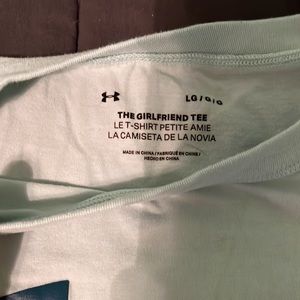 LG/G/G
THE GIRLFRIEND TEE
LE T-SHIRT PETITE AMIE
LA CAMISETA DE LA NOVIA
MADE IN CHINA / FABRIQUÉ EN CHINE /
HECHO EN CHINA